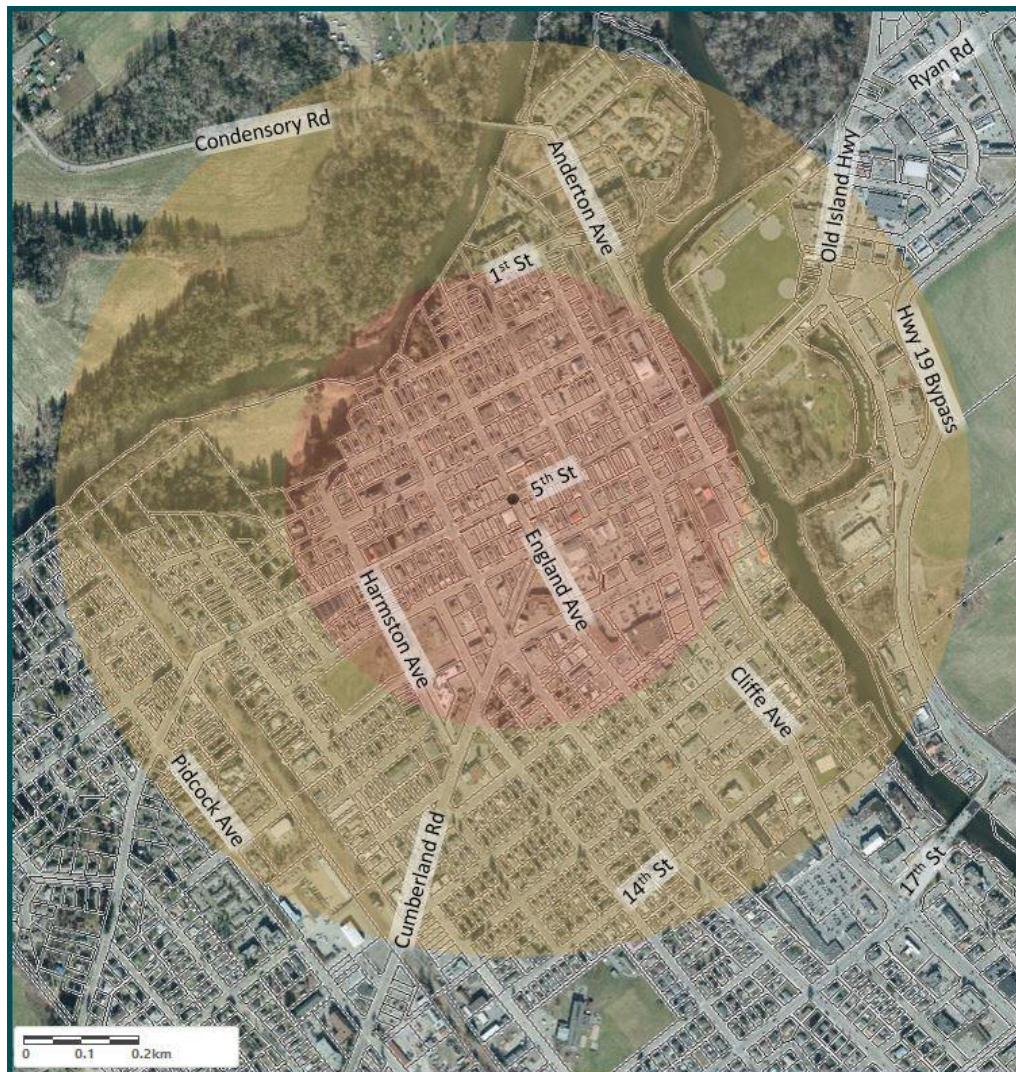 Ryan Rd
Condensory Rd
Anderton Ave
Old Island Hwy
1st St
Hwy 19 Bypass
5th St
England Ave
Harmston Ave
Cliffe Ave
Pidcock Ave
Cumberland Rd
14th St
17th St
0 0.1 0.2km